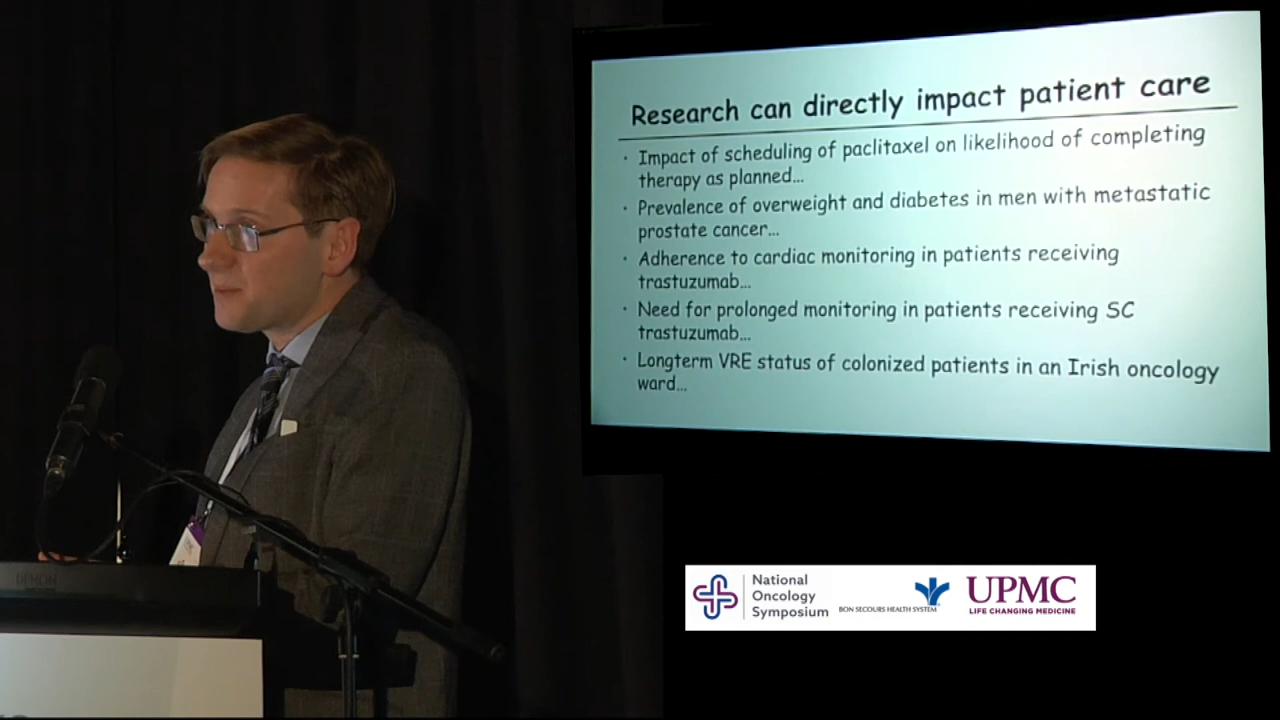 Research can directly impact patient care
· Impact of scheduling of paclitaxel on likelihood of completing
therapy as planned...
· Prevalence of overweight and diabetes in men with metastatic
prostate cancer...
· Adherence to cardiac monitoring in patients receiving
trastuzumab...
· Need for prolonged monitoring in patients receiving SC
trastuzumab...
· Longterm VRE status of colonized patients in an Irish oncology
ward...
DENON
National
Oncology
Symposium
BON SECOURS HEALTH SYSTEM
UPMC
LIFE CHANGING MEDICINE